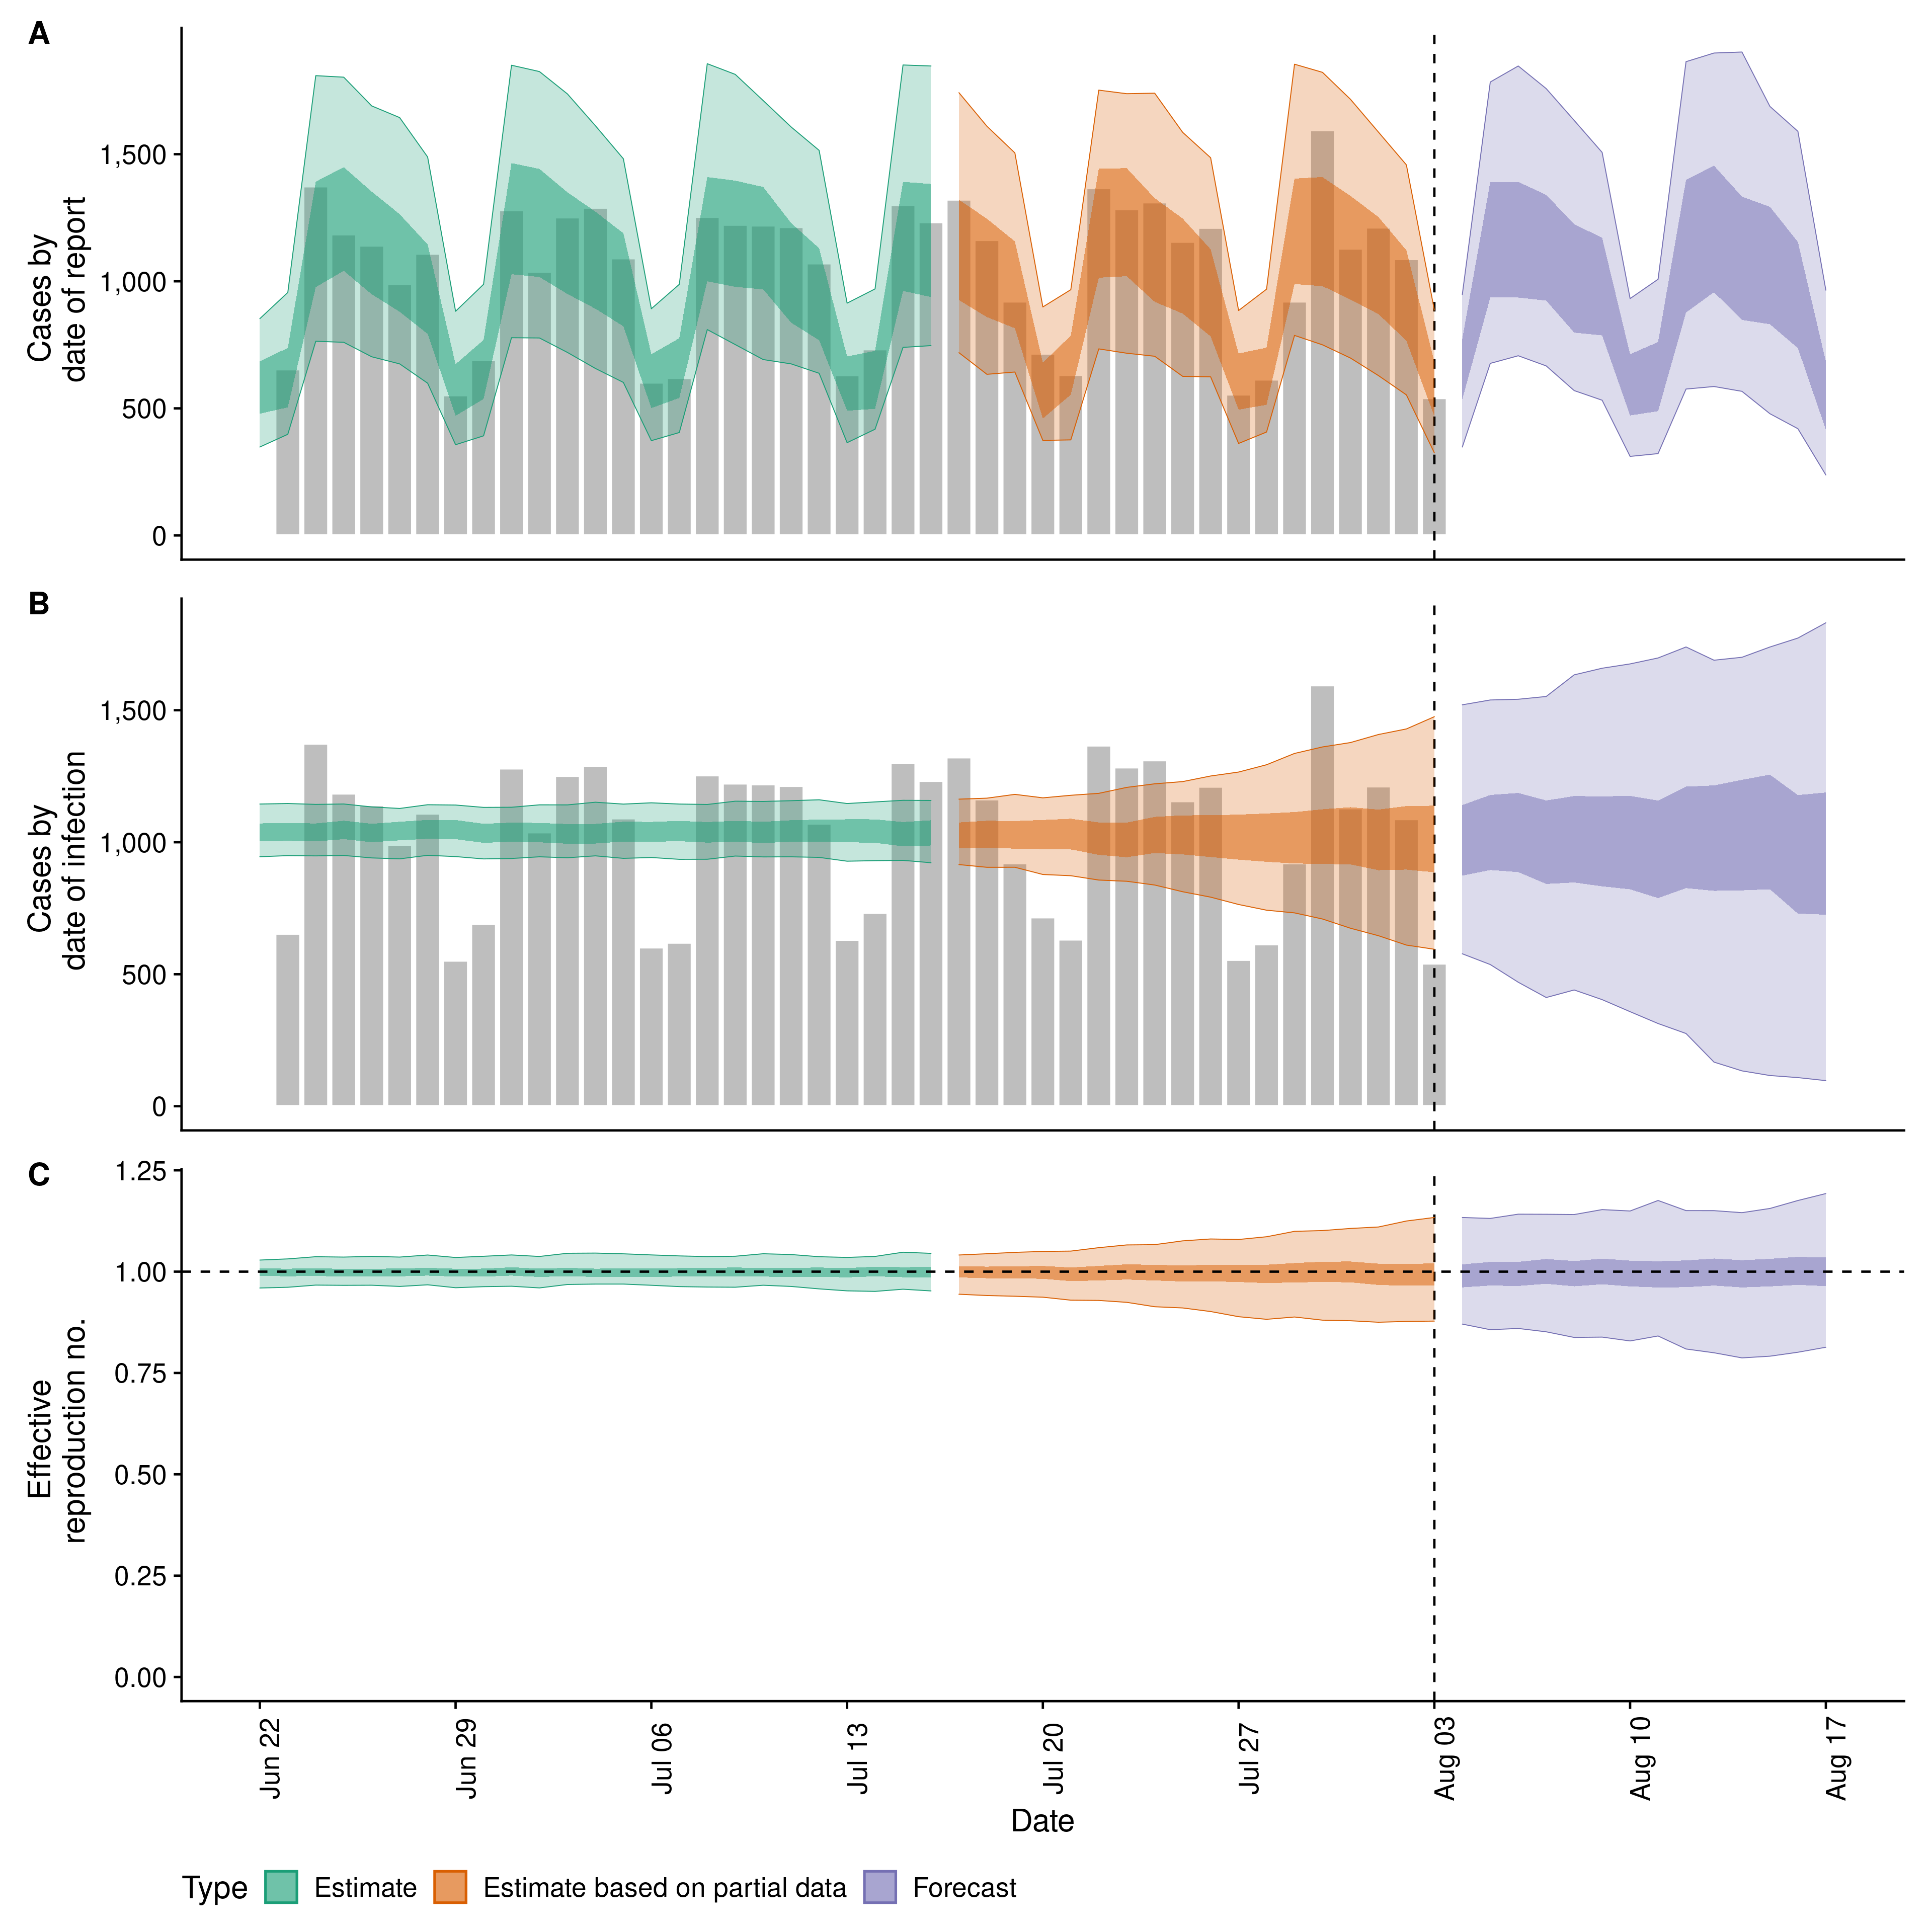 A
Cases by
date of report
1,500
1,000
500
0
B
Cases by
date of infection
1,500
1,000
500
0
C
Effective
reproduction no.
1.25
1.00
0.75
0.50
0.25
0.00
Jun 22
Jun 29
Jul 06
Jul 13
Jul 20
Jul 27
Aug 03
Aug 10
Aug 17
Date
Type Estimate Estimate based on partial data Forecast